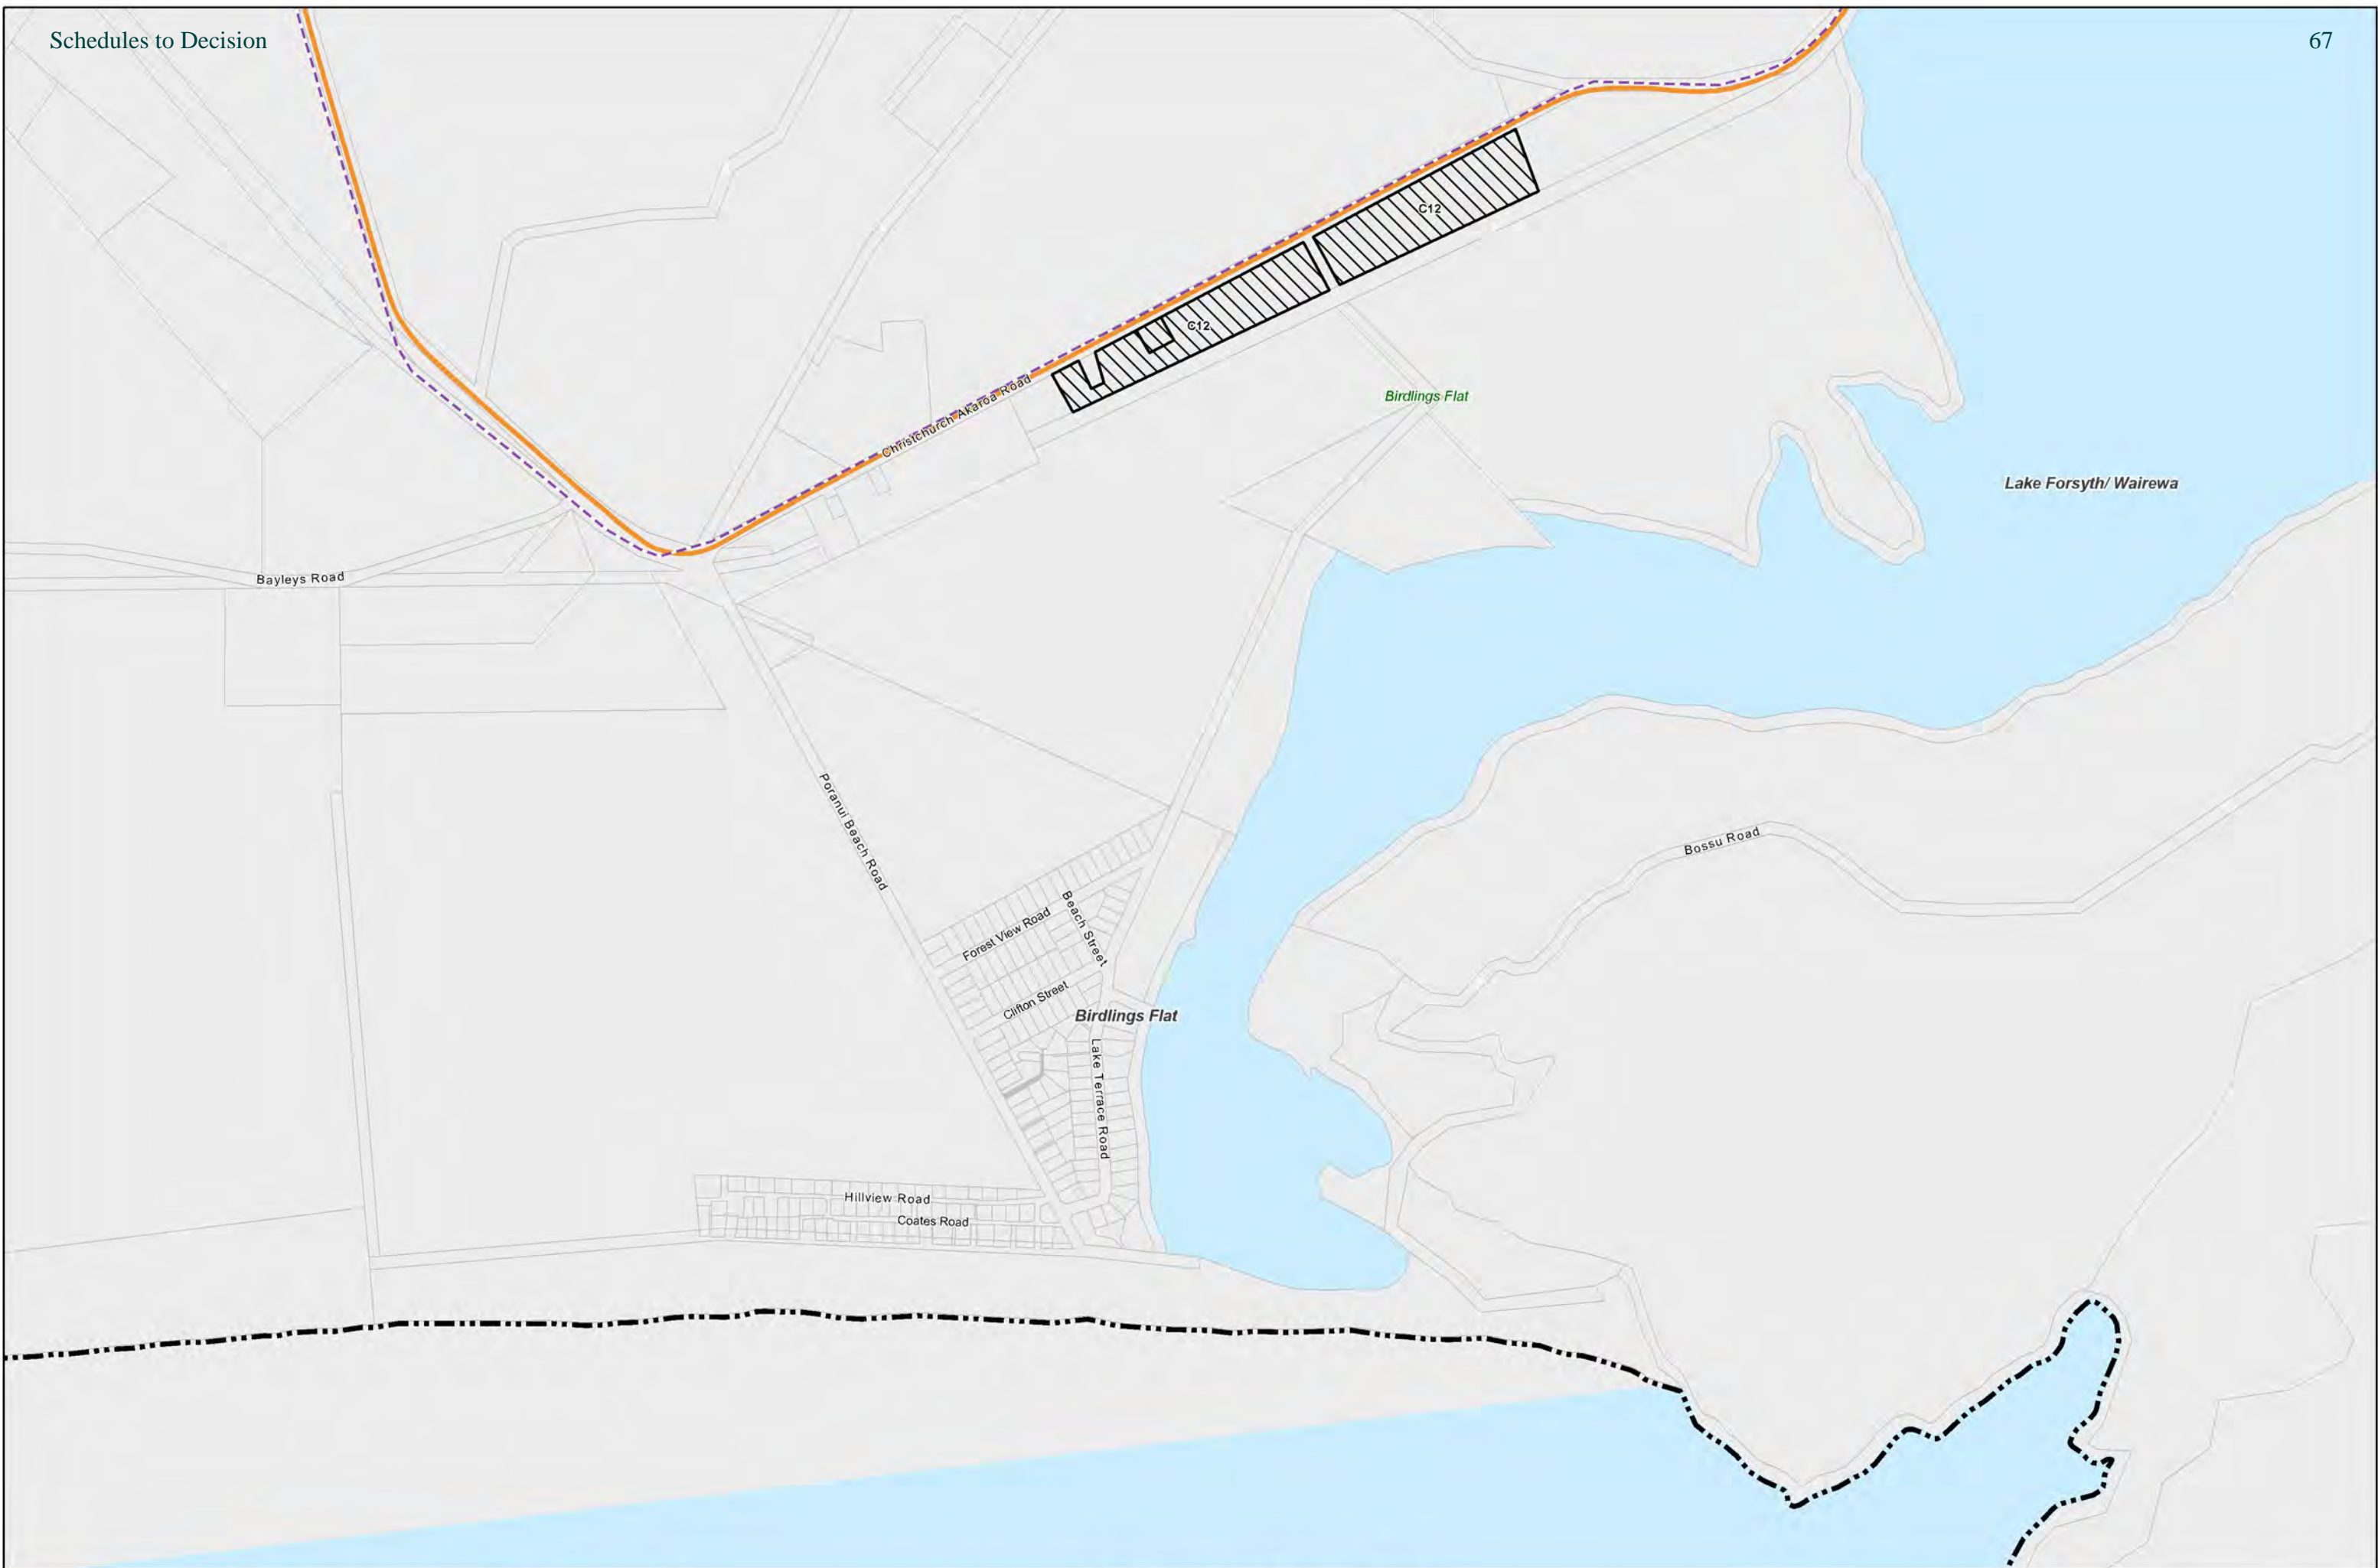 Schedules to Decision
67
C12
C12
Christchurch Akaroa Road
Birdlings Flat
Lake Forsyth/ Wairewa
Bayleys Road
Poranui Beach Road
Bossu Road
Beach Street
Forest View Road
Clifton Street
Birdlings Flat
Lake Terrace Road
Hillview Road
Coates Road